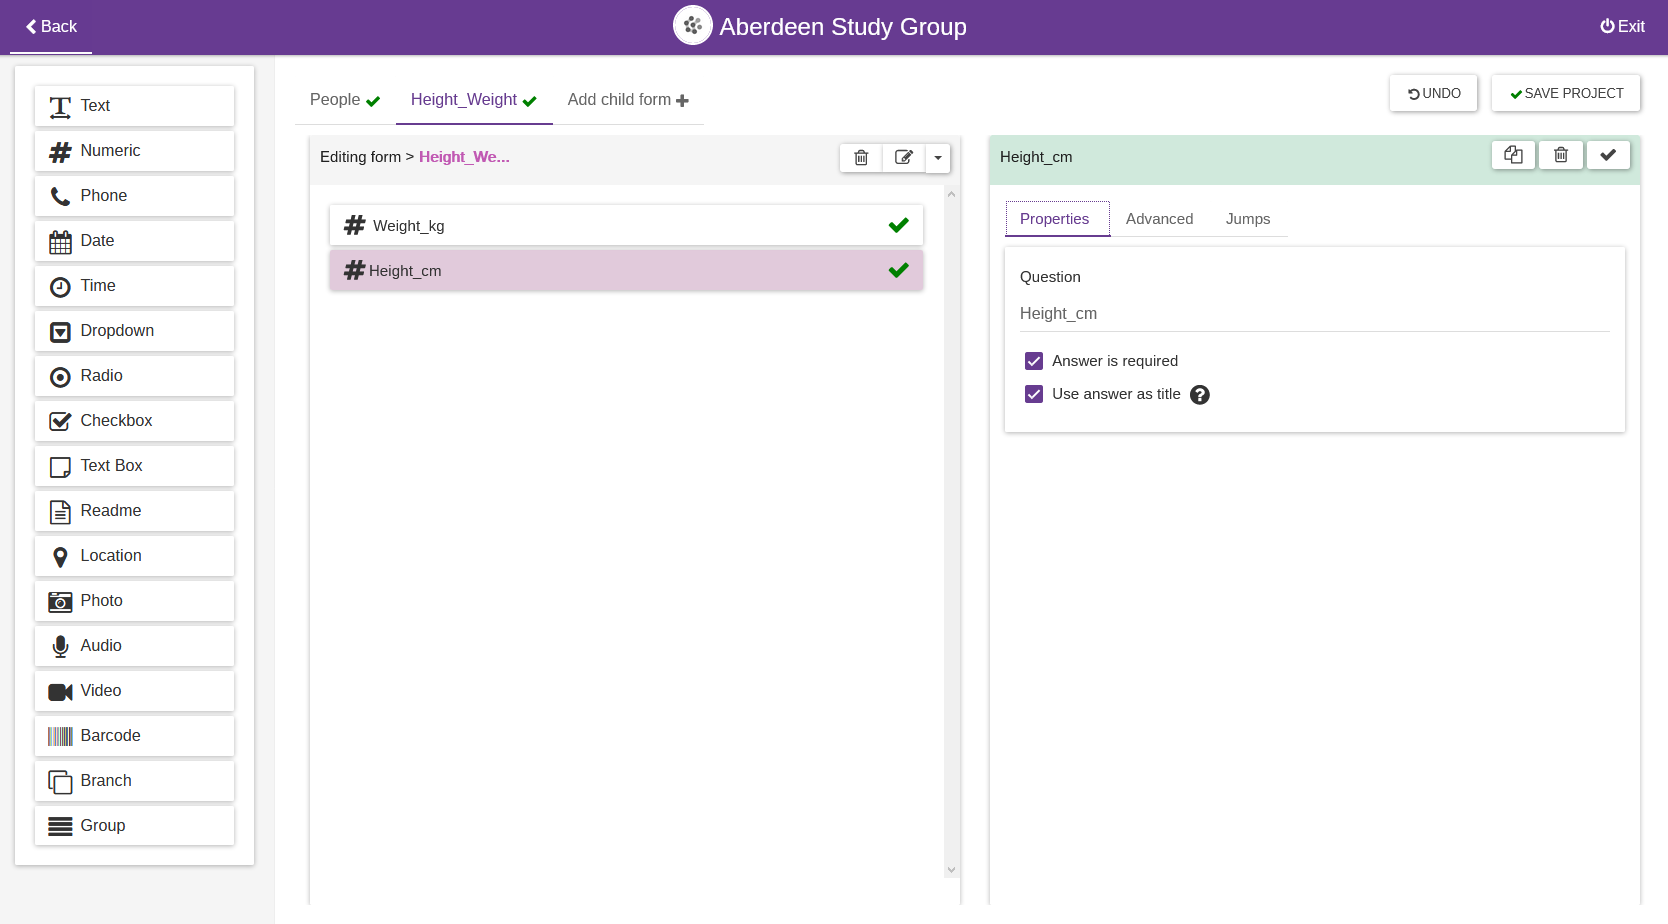 Back
Aberdeen Study Group
Exit
Text
Numeric
Phone
Date
Time
Dropdown
Radio
Checkbox
Text Box
Readme
Location
Photo
Audio
Video
Barcode
Branch
Group
People
Height_Weight
Add child form
UNDO
SAVE PROJECT
Editing form > Height_We...
Weight_kg
Height_cm
Height_cm
Properties
Advanced
Jumps
Question
Height_cm
Answer is required
Use answer as title